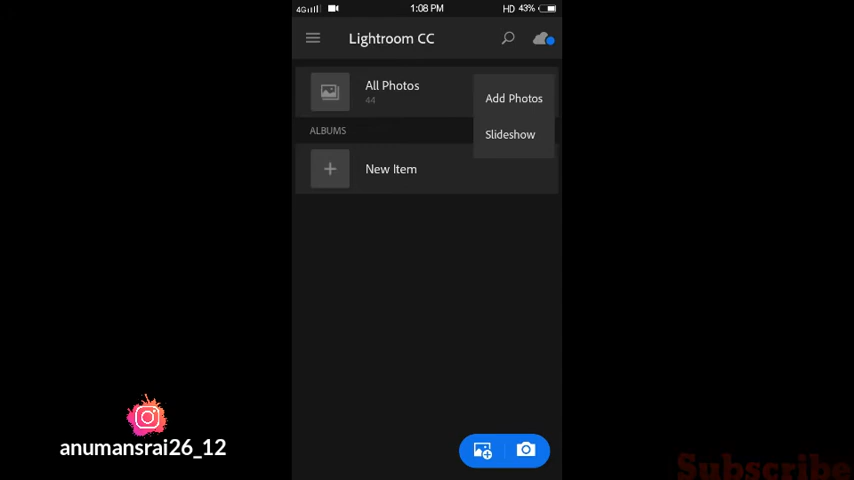 4G 1:08 PM HD 43%
Lightroom CC
All Photos
44
Add Photos
ALBUMS
Slideshow
New Item
anumansrai26_12
Subscribe